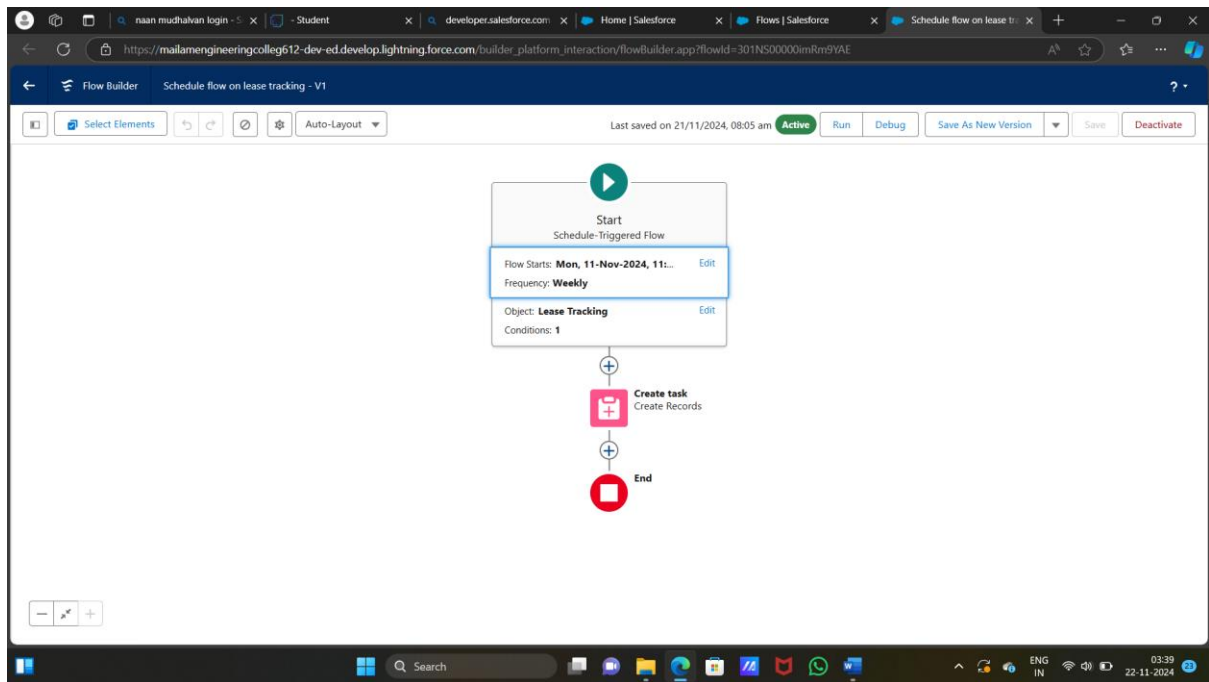 naan mudhalvan login - S
- Student
developer.salesforce.com
Home | Salesforce
Flows | Salesforce
Schedule flow on lease tr
https://mailamengineeringcolleg612-dev-ed.develop.lightning.force.com/builder_platform_interaction/flowBuilder.app?flowId=301NS00000imRm9YAE
Flow Builder Schedule flow on lease tracking - V1 ?
Select Elements Auto-Layout Last saved on 21/11/2024, 08:05 am Active Run Debug Save As New Version Save Deactivate
Start
Schedule-Triggered Flow
Flow Starts: Mon, 11-Nov-2024, 11:... Edit
Frequency: Weekly
Object: Lease Tracking Edit
Conditions: 1
Create task
Create Records
End
Search
ENG
IN
03:39
22-11-2024
23